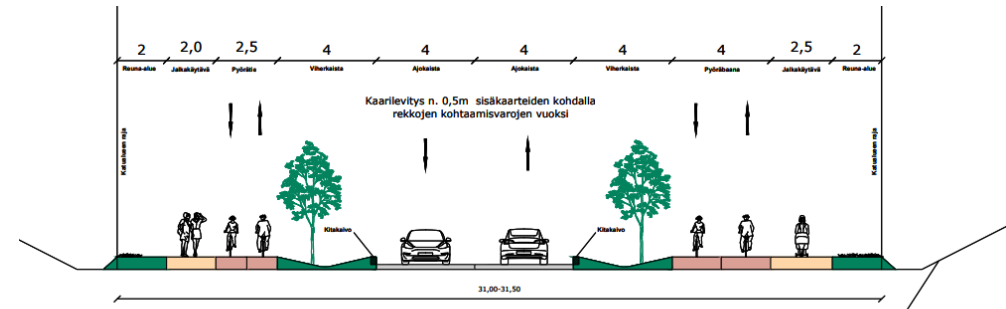 2 2,0 2,5 4 4 4 4 4 2,5 2
Reuna-alue Jalkakäytävä Pyörätie Viherkaista Ajokaista Ajokaista Viherkaista Pyöräbaana Jalkakäytävä Reuna-alue
Kaarilevitys n. 0,5m sisäkaarteiden kohdalla
rekkojen kohtaamisvarojen vuoksi
Katualueen raja
Katualueen raja
Kitakaivo
Kitakaivo
31,00-31,50